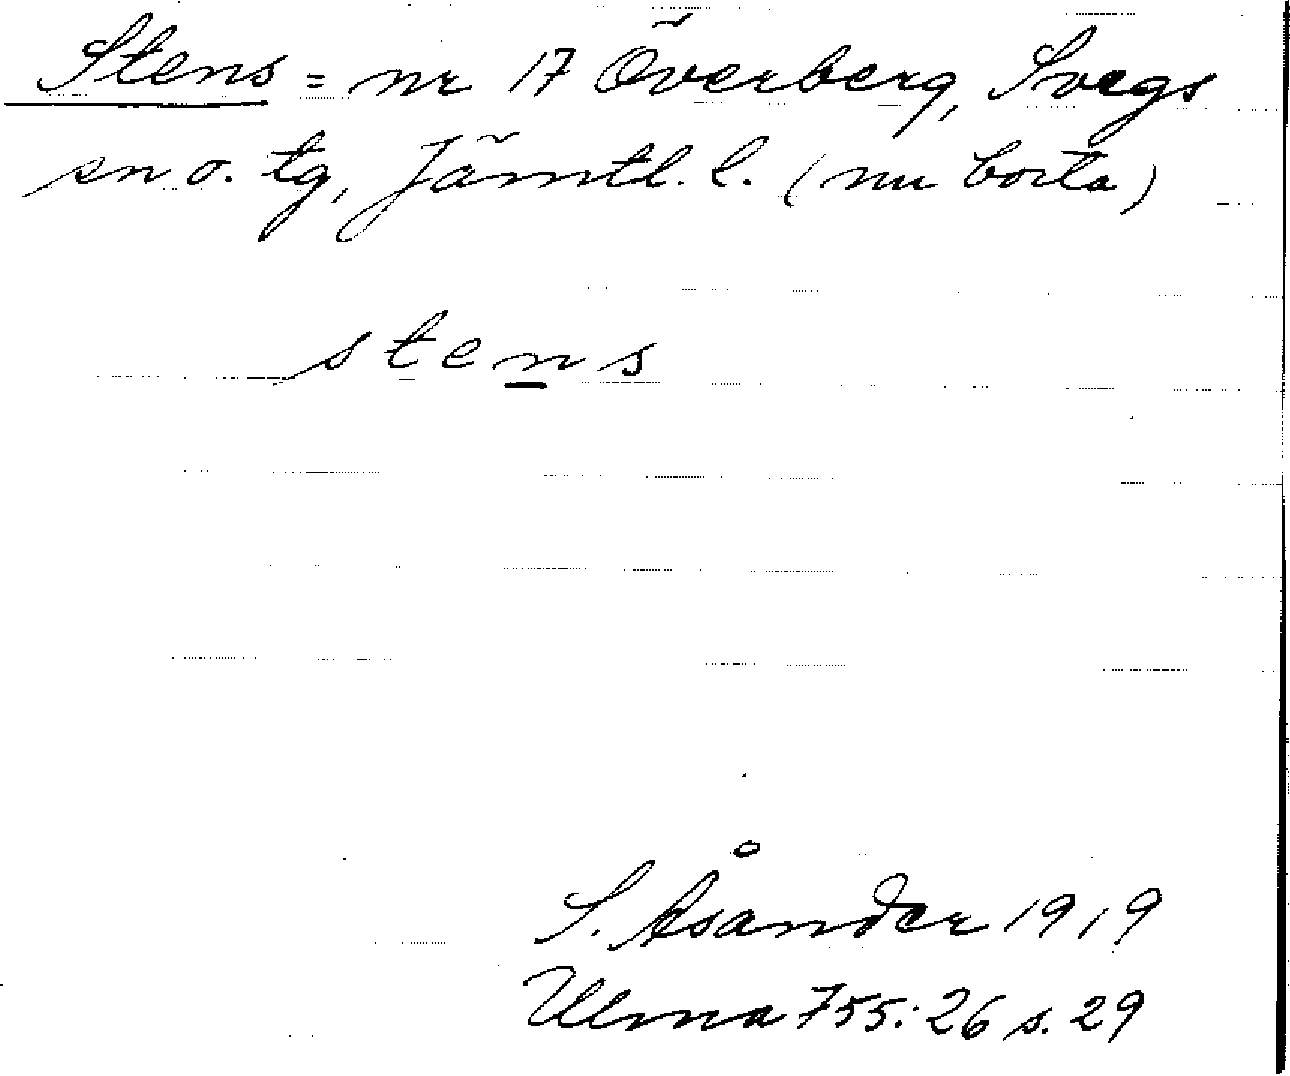 Stens = nr 17 Överberg, Svegs
sn o. tg, Jämtl. l. (nu borta)
stens
S. Åsander 1919
Ulma 755:26 s. 29